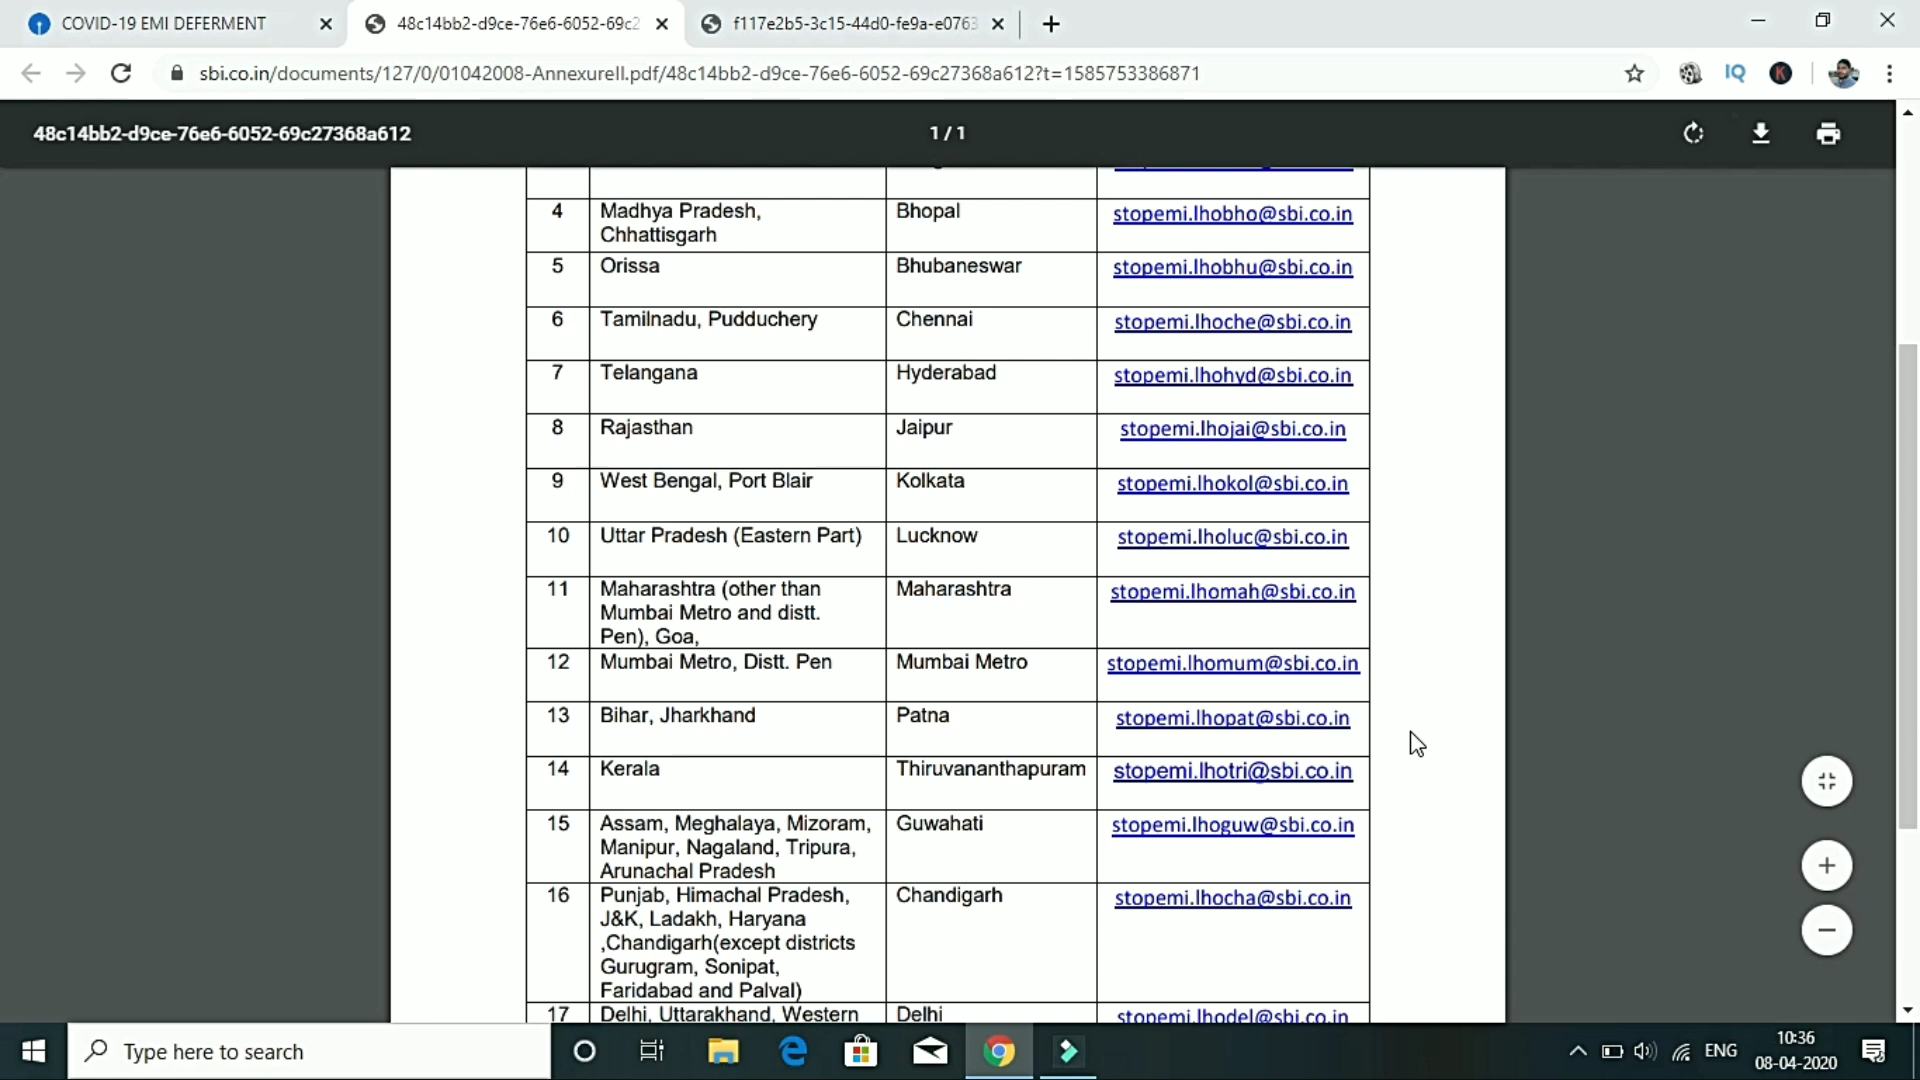 COVID-19 EMI DEFERMENT
48c14bb2-d9ce-76e6-6052-69c2
f117e2b5-3c15-44d0-fe9a-e0763
sbi.co.in/documents/127/0/01042008-AnnexureII.pdf/48c14bb2-d9ce-76e6-6052-69c27368a612?t=1585753386871
IQ
K
48c14bb2-d9ce-76e6-6052-69c27368a612
1 / 1
4 Madhya Pradesh, Bhopal stopemi.lhobho@sbi.co.in
Chhattisgarh
5 Orissa Bhubaneswar stopemi.lhobhu@sbi.co.in
6 Tamilnadu, Pudduchery Chennai stopemi.lhoche@sbi.co.in
7 Telangana Hyderabad stopemi.lhohyd@sbi.co.in
8 Rajasthan Jaipur stopemi.lhojai@sbi.co.in
9 West Bengal, Port Blair Kolkata stopemi.lhokol@sbi.co.in
10 Uttar Pradesh (Eastern Part) Lucknow stopemi.lholuc@sbi.co.in
11 Maharashtra (other than Maharashtra stopemi.lhomah@sbi.co.in
Mumbai Metro and distt.
Pen), Goa,
12 Mumbai Metro, Distt. Pen Mumbai Metro stopemi.lhomum@sbi.co.in
13 Bihar, Jharkhand Patna stopemi.lhopat@sbi.co.in
14 Kerala Thiruvananthapuram stopemi.lhotri@sbi.co.in
15 Assam, Meghalaya, Mizoram, Guwahati stopemi.lhoguw@sbi.co.in
Manipur, Nagaland, Tripura,
Arunachal Pradesh
16 Punjab, Himachal Pradesh, Chandigarh stopemi.lhocha@sbi.co.in
J&K, Ladakh, Haryana
,Chandigarh(except districts
Gurugram, Sonipat,
Faridabad and Palval)
17 Delhi, Uttarakhand, Western Delhi stopemi.lhodel@sbi.co.in
Type here to search
ENG
10:36
08-04-2020